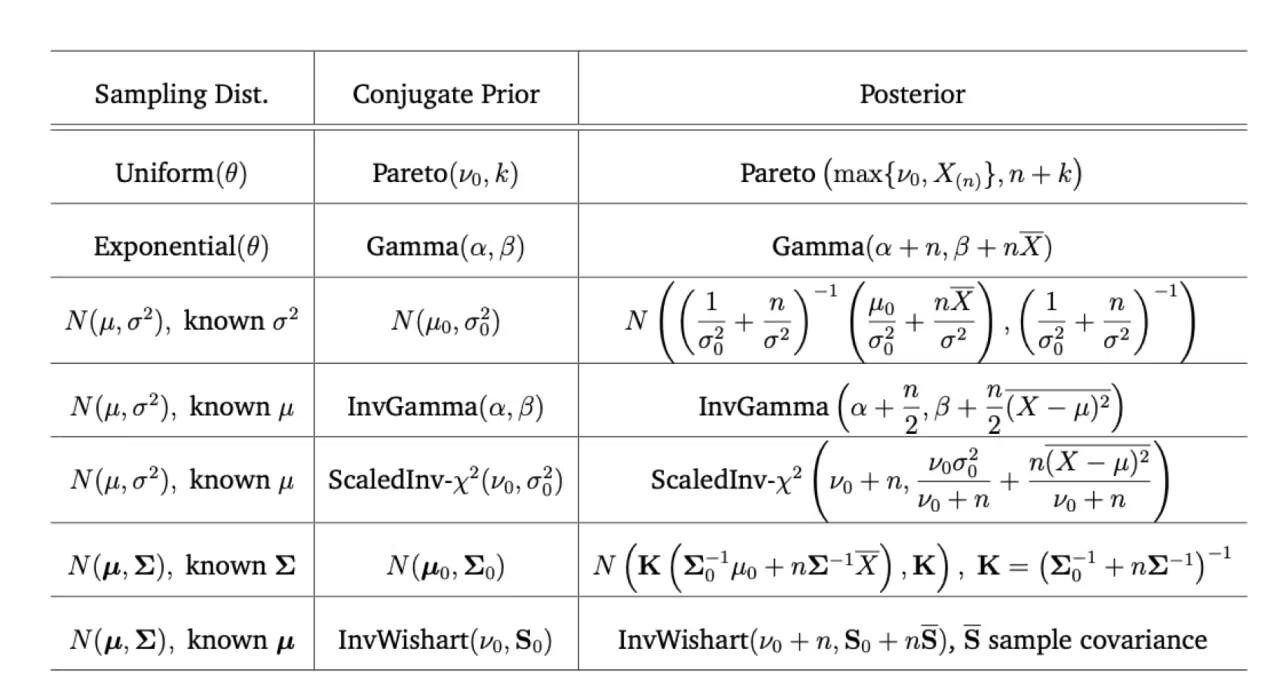 Sampling Dist. | Conjugate Prior | Posterior
Uniform(θ) | Pareto(ν₀, k) | Pareto (max{ν₀, X₍ₙ₎}, n + k)
Exponential(θ) | Gamma(α, β) | Gamma(α + n, β + nX̅)
N(μ, σ²), known σ² | N(μ₀, σ₀²) | N((1/σ₀² + n/σ²)⁻¹ (μ₀/σ₀² + nX̅/σ²), (1/σ₀² + n/σ²)⁻¹)
N(μ, σ²), known μ | InvGamma(α, β) | InvGamma(α + n/2, β + n/2 \overline{(X − μ)²})
N(μ, σ²), known μ | ScaledInv-χ²(ν₀, σ₀²) | ScaledInv-χ²(ν₀ + n, ν₀σ₀²/(ν₀ + n) + n\overline{(X − μ)²}/(ν₀ + n))
N(𝛍, 𝚺), known 𝚺 | N(𝛍₀, 𝚺₀) | N(𝐊(𝚺₀⁻¹μ₀ + n𝚺⁻¹X̅), 𝐊), 𝐊 = (𝚺₀⁻¹ + n𝚺⁻¹)⁻¹
N(𝛍, 𝚺), known 𝛍 | InvWishart(ν₀, 𝐒₀) | InvWishart(ν₀ + n, 𝐒₀ + n𝐒̅), 𝐒̅ sample covariance